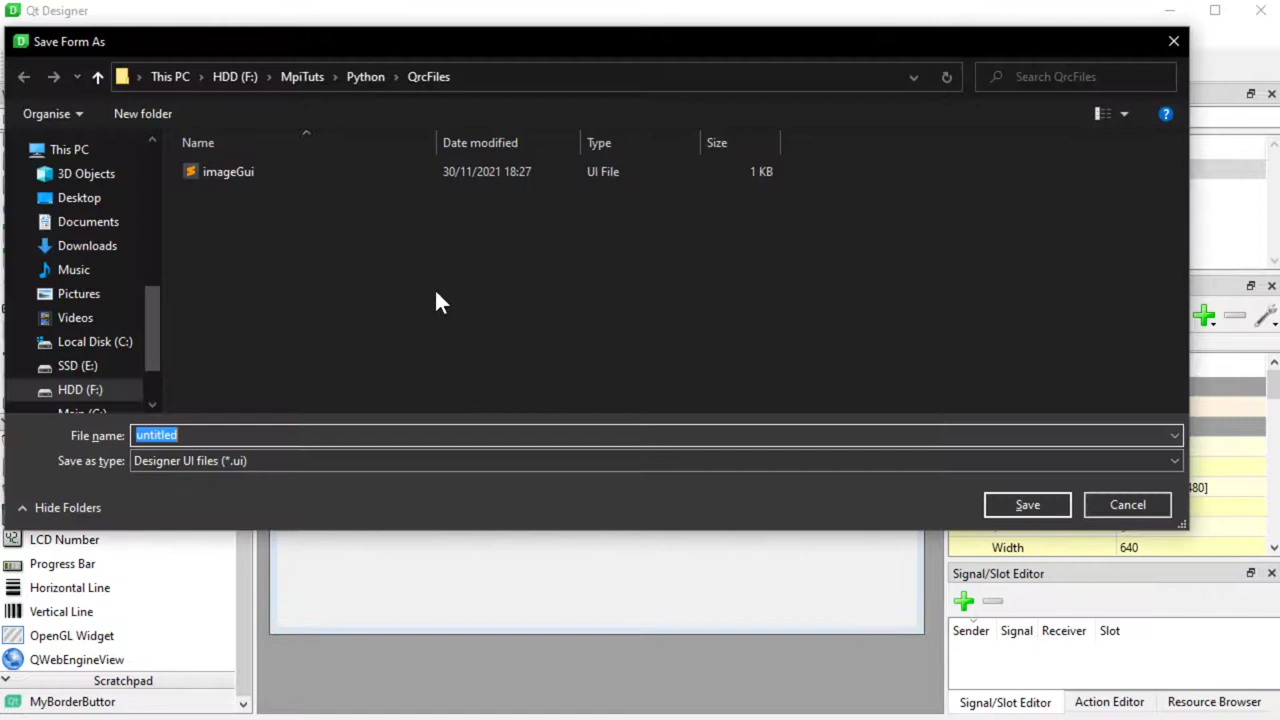 Qt Designer
Save Form As
This PC > HDD (F:) > MpiTuts > Python > QrcFiles
Search QrcFiles
Organise
New folder
Name
Date modified
Type
Size
imageGui
30/11/2021 18:27
UI File
1 KB
This PC
3D Objects
Desktop
Documents
Downloads
Music
Pictures
Videos
Local Disk (C:)
SSD (E:)
HDD (F:)
File name: untitled
Save as type: Designer UI files (*.ui)
Hide Folders
Save
Cancel
480]
Width
640
LCD Number
Progress Bar
Horizontal Line
Vertical Line
OpenGL Widget
QWebEngineView
Scratchpad
MyBorderButtor
Signal/Slot Editor
Sender Signal Receiver Slot
Signal/Slot Editor
Action Editor
Resource Browser